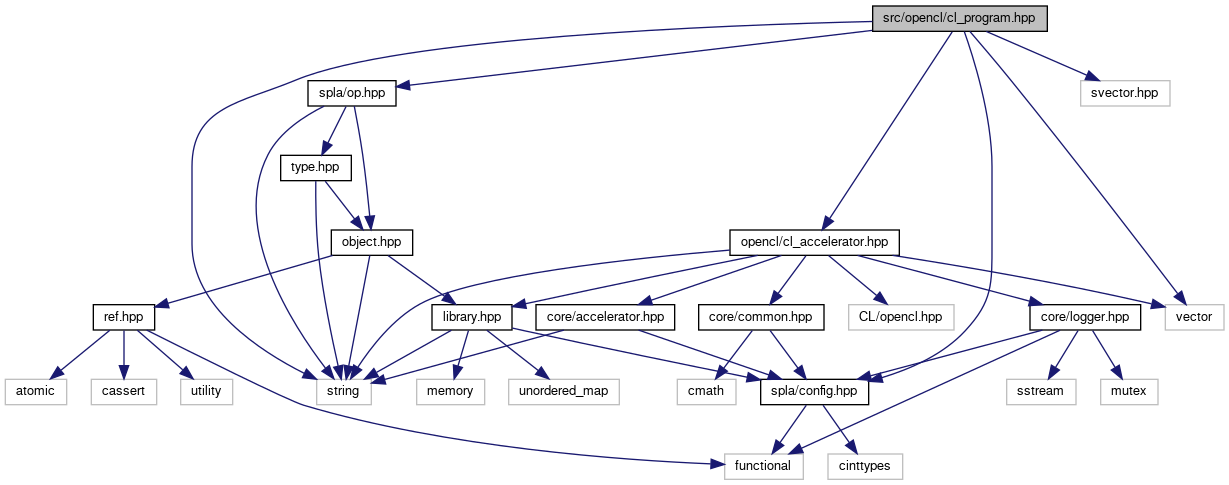 src/opencl/cl_program.hpp
spla/op.hpp
svector.hpp
type.hpp
object.hpp
opencl/cl_accelerator.hpp
ref.hpp
library.hpp
core/accelerator.hpp
core/common.hpp
CL/opencl.hpp
core/logger.hpp
vector
atomic
cassert
utility
string
memory
unordered_map
cmath
spla/config.hpp
sstream
mutex
functional
cinttypes